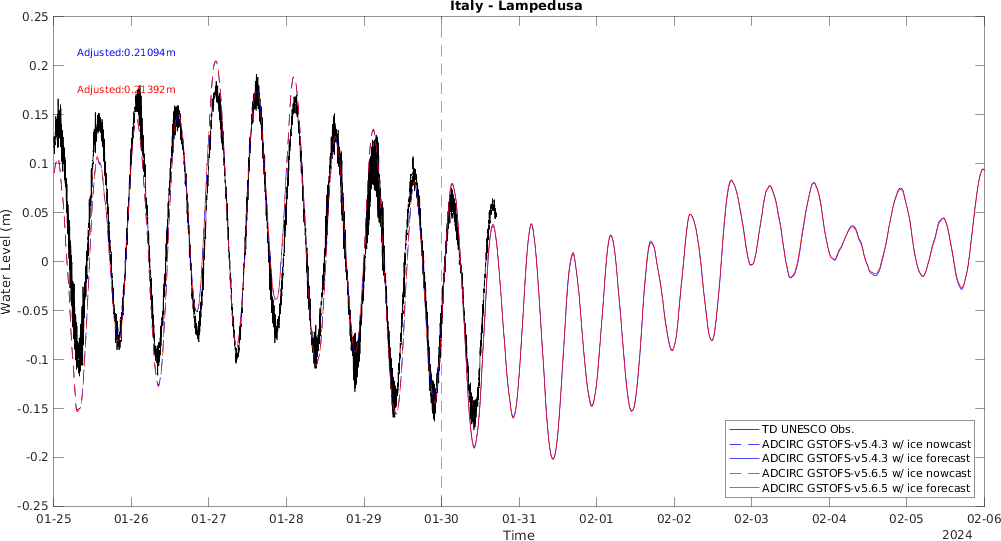 Italy - Lampedusa
0.25
0.2
0.15
0.1
0.05
0
-0.05
-0.1
-0.15
-0.2
-0.25
Water Level (m)
Adjusted:0.21094m
Adjusted:0.21392m
TD UNESCO Obs.
ADCIRC GSTOFS-v5.4.3 w/ ice nowcast
ADCIRC GSTOFS-v5.4.3 w/ ice forecast
ADCIRC GSTOFS-v5.6.5 w/ ice nowcast
ADCIRC GSTOFS-v5.6.5 w/ ice forecast
01-25 01-26 01-27 01-28 01-29 01-30 01-31 02-01 02-02 02-03 02-04 02-05 02-06
Time
2024